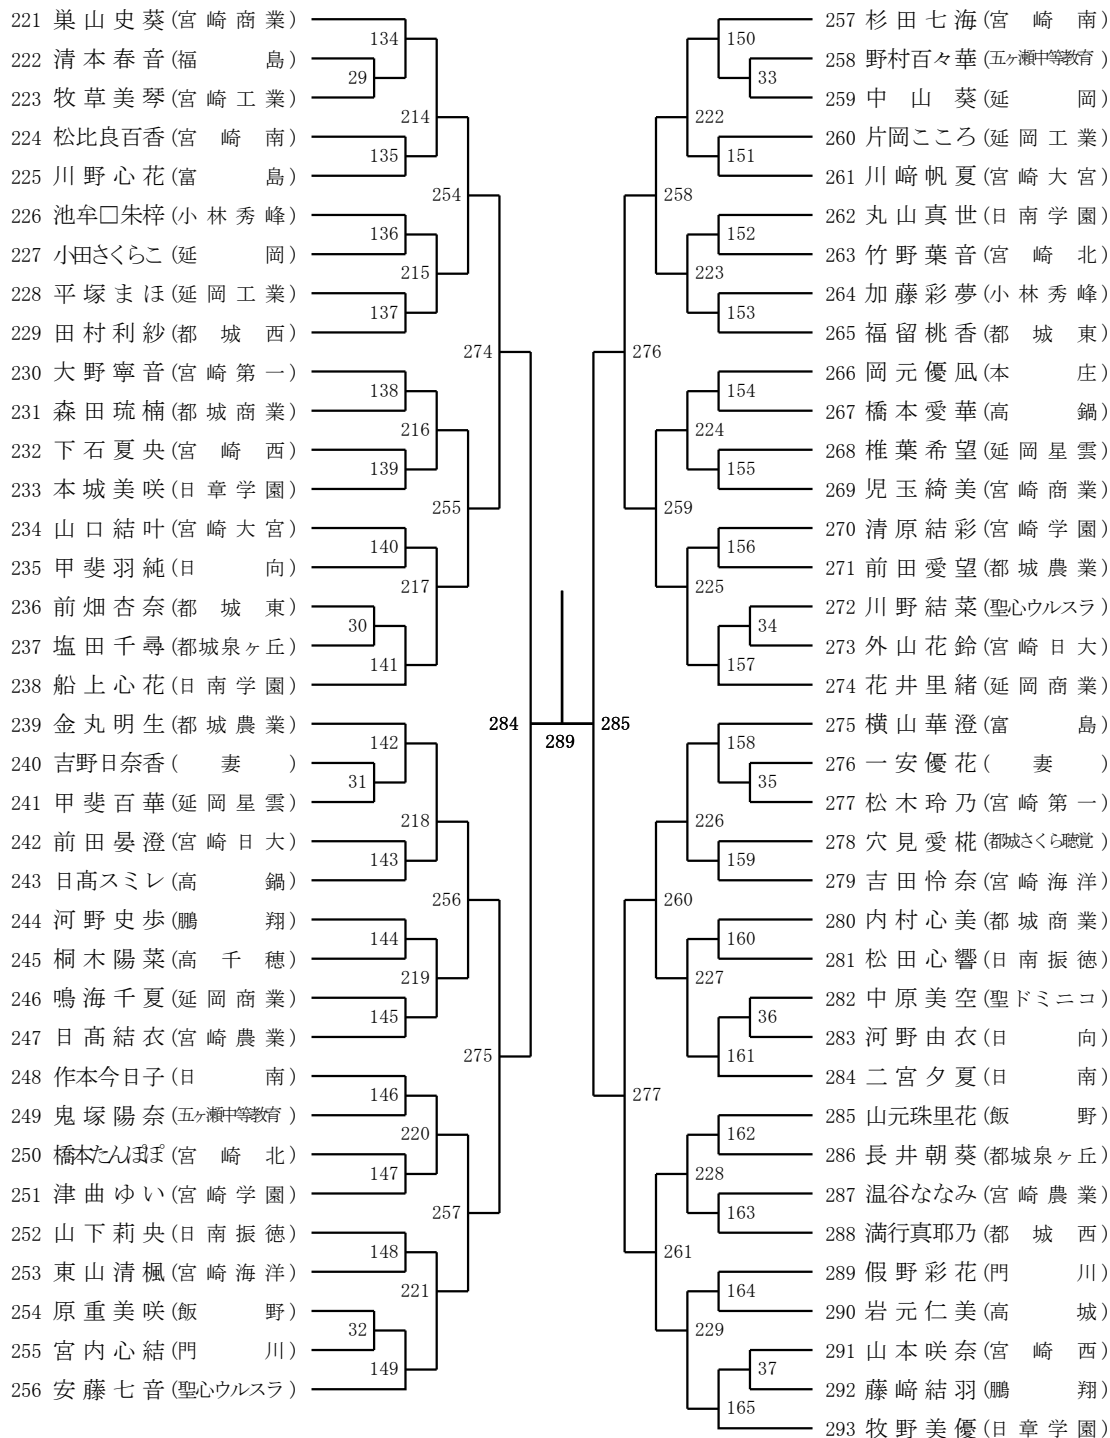 221 巣山史葵(宮崎商業)
222 清本春音(福島)
223 牧草美琴(宮崎工業)
224 松比良百香(宮崎南)
225 川野心花(富島)
226 池牟□朱梓(小林秀峰)
227 小田さくらこ(延岡)
228 平塚まほ(延岡工業)
229 田村利紗(都城西)
230 大野寧音(宮崎第一)
231 森田琉楠(都城商業)
232 下石夏央(宮崎西)
233 本城美咲(日章学園)
234 山口結叶(宮崎大宮)
235 甲斐羽純(日向)
236 前畑杏奈(都城東)
237 塩田千尋(都城泉ヶ丘)
238 船上心花(日南学園)
239 金丸明生(都城農業)
240 吉野日奈香(妻)
241 甲斐百華(延岡星雲)
242 前田晏澄(宮崎日大)
243 日髙スミレ(高鍋)
244 河野史歩(鵬翔)
245 桐木陽菜(高千穂)
246 鳴海千夏(延岡商業)
247 日髙結衣(宮崎農業)
248 作本今日子(日南)
249 鬼塚陽奈(五ヶ瀬中等教育)
250 橋本たんぽぽ(宮崎北)
251 津曲ゆい(宮崎学園)
252 山下莉央(日南振徳)
253 東山清楓(宮崎海洋)
254 原重美咲(飯野)
255 宮内心結(門川)
256 安藤七音(聖心ウルスラ)
134
29
214
135
254
136
215
137
274
138
216
139
255
140
217
30
141
142
31
218
143
256
144
219
145
275
146
220
147
257
148
221
32
149
284
289
285
150
33
222
151
258
152
223
153
276
154
224
155
259
156
225
34
157
158
35
226
159
260
160
227
36
161
277
162
228
163
261
164
229
37
165
257 杉田七海(宮崎南)
258 野村百々華(五ヶ瀬中等教育)
259 中山葵(延岡)
260 片岡こころ(延岡工業)
261 川﨑帆夏(宮崎大宮)
262 丸山真世(日南学園)
263 竹野葉音(宮崎北)
264 加藤彩夢(小林秀峰)
265 福留桃香(都城東)
266 岡元優凪(本庄)
267 橋本愛華(高鍋)
268 椎葉希望(延岡星雲)
269 児玉綺美(宮崎商業)
270 清原結彩(宮崎学園)
271 前田愛望(都城農業)
272 川野結菜(聖心ウルスラ)
273 外山花鈴(宮崎日大)
274 花井里緒(延岡商業)
275 横山華澄(富島)
276 一安優花(妻)
277 松木玲乃(宮崎第一)
278 穴見愛椛(都城さくら聴覚)
279 吉田怜奈(宮崎海洋)
280 内村心美(都城商業)
281 松田心響(日南振徳)
282 中原美空(聖ドミニコ)
283 河野由衣(日向)
284 二宮夕夏(日南)
285 山元珠里花(飯野)
286 長井朝葵(都城泉ヶ丘)
287 温谷ななみ(宮崎農業)
288 満行真耶乃(都城西)
289 假野彩花(門川)
290 岩元仁美(高城)
291 山本咲奈(宮崎西)
292 藤﨑結羽(鵬翔)
293 牧野美優(日章学園)